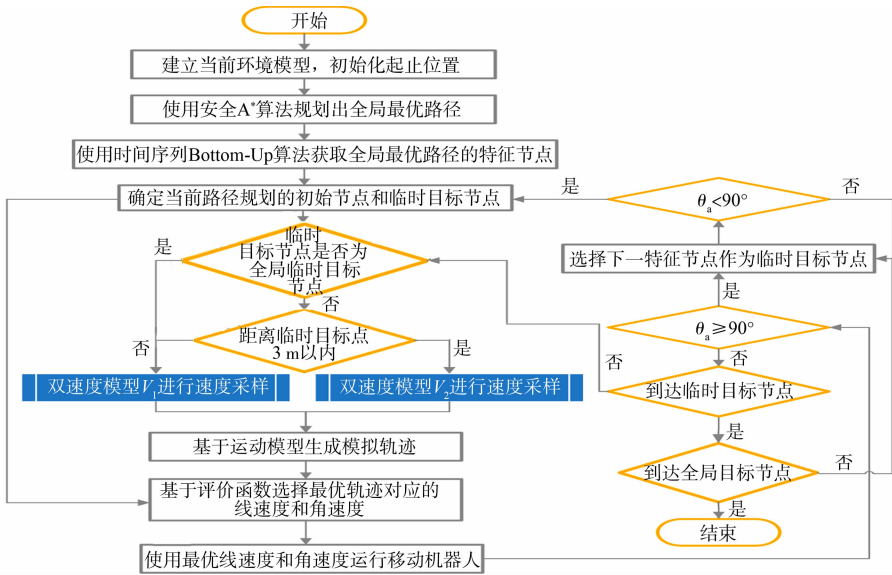 开始
建立当前环境模型，初始化起止位置
使用安全A*算法规划出全局最优路径
使用时间序列Bottom-Up算法获取全局最优路径的特征节点
确定当前路径规划的初始节点和临时目标节点
是
临时
目标节点是否为
全局临时目标
节点
否
否
距离临时目标点
3 m以内
是
双速度模型V1进行速度采样
双速度模型V2进行速度采样
基于运动模型生成模拟轨迹
基于评价函数选择最优轨迹对应的
线速度和角速度
使用最优线速度和角速度运行移动机器人
是
θa<90°
否
选择下一特征节点作为临时目标节点
是
θa≥90°
否
否
到达临时目标节点
是
到达全局目标节点
否
是
结束